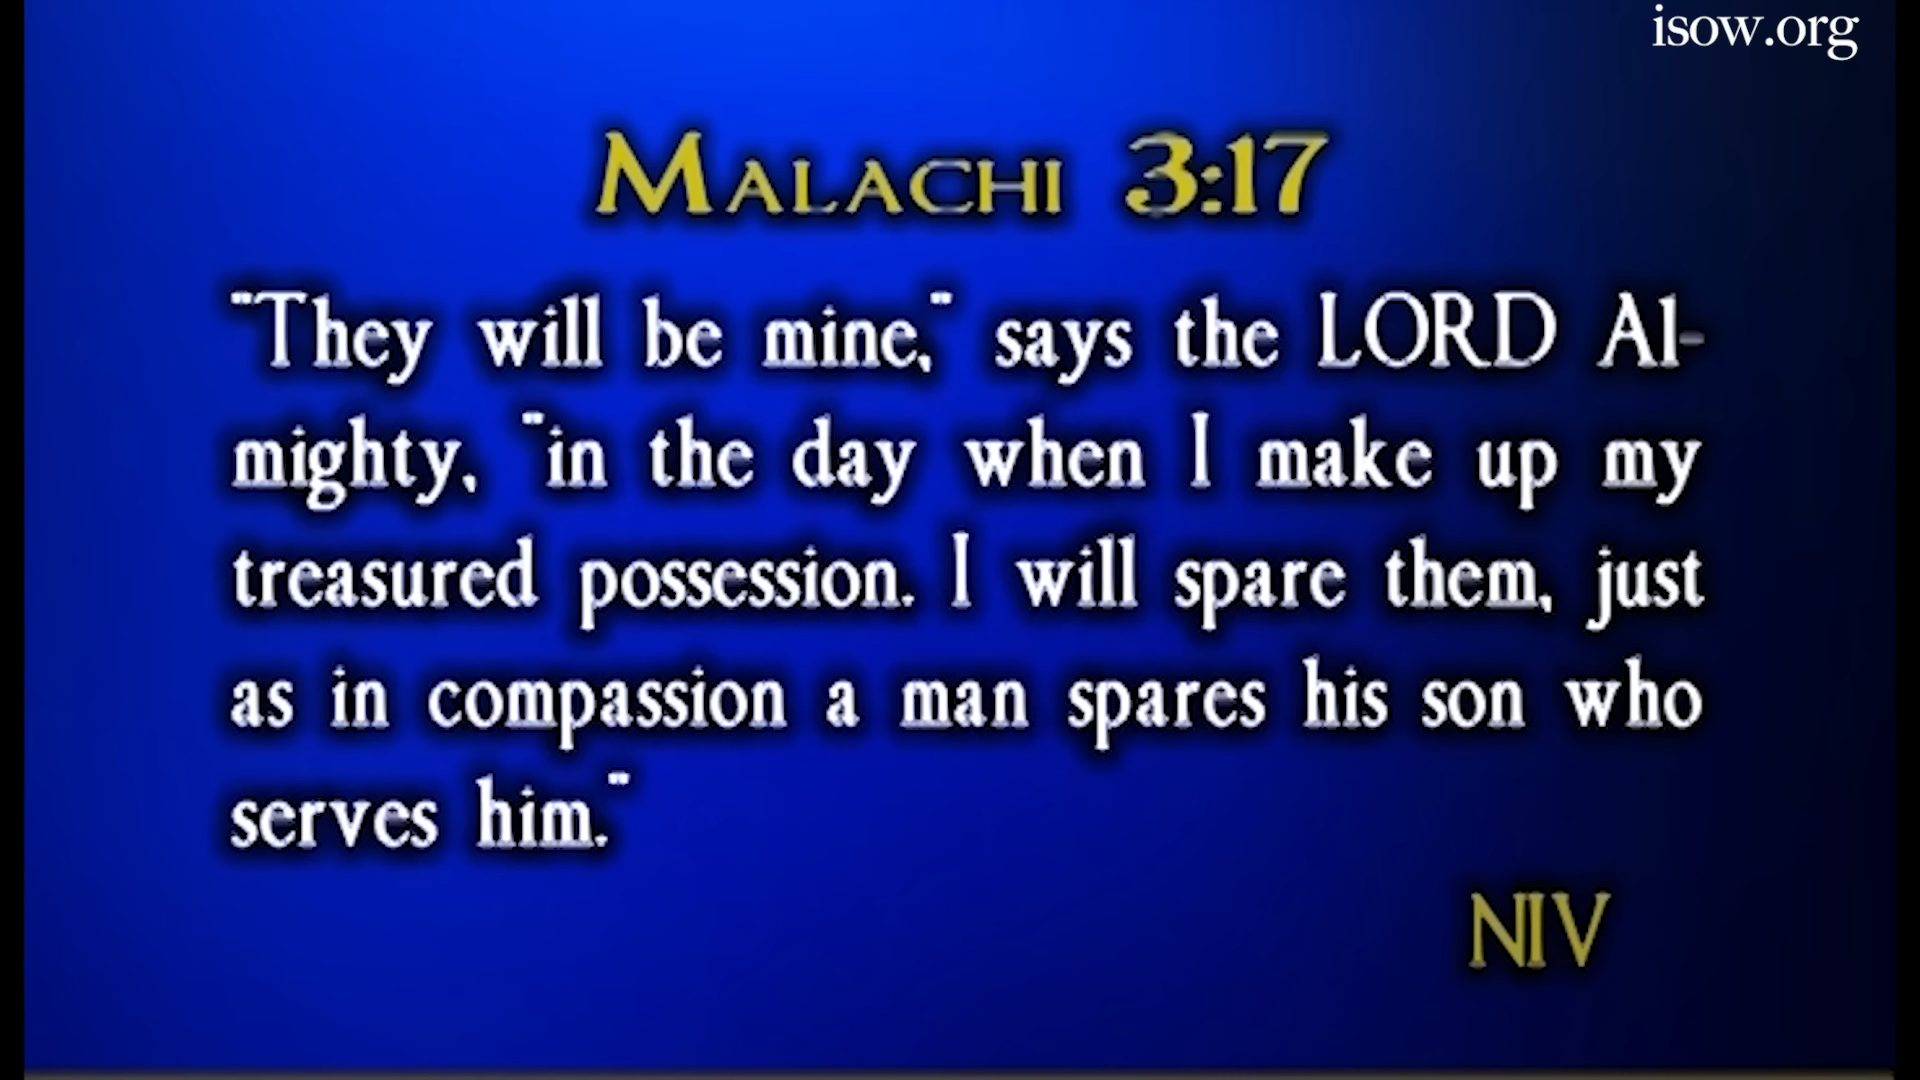 isow.org
MALACHI 3:17
"They will be mine," says the LORD Al-
mighty, "in the day when I make up my
treasured possession. I will spare them, just
as in compassion a man spares his son who
serves him."
NIV